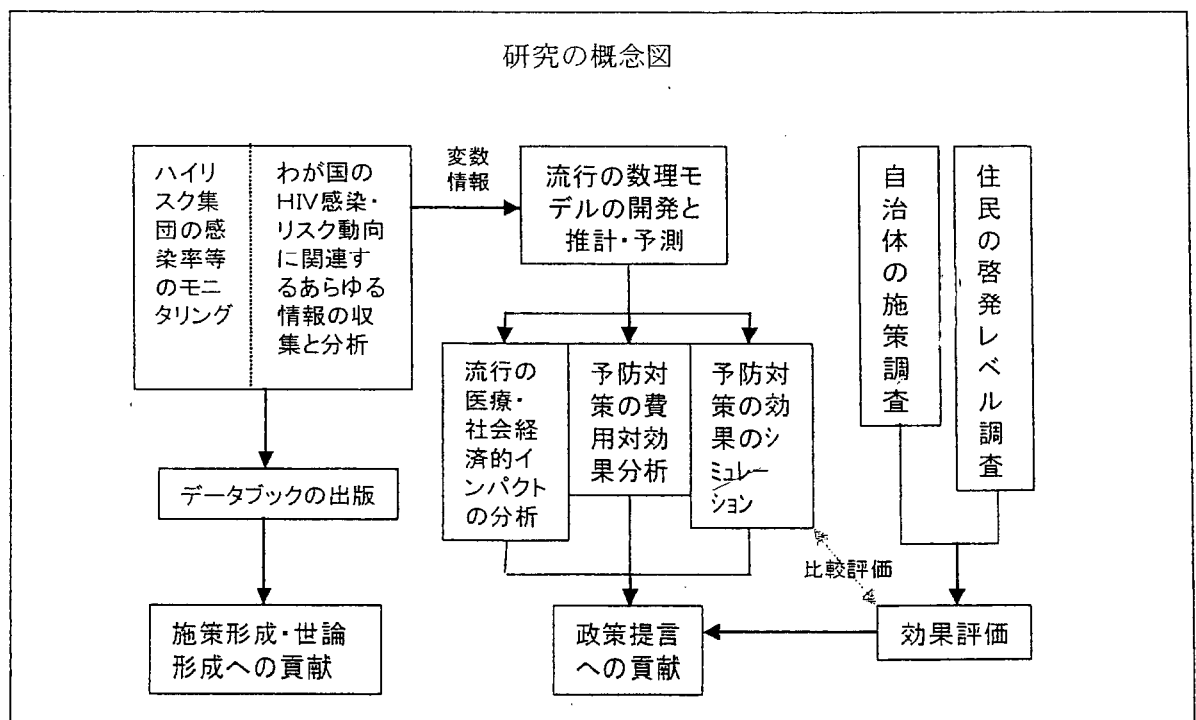 研究の概念図
ハイリ
スク集
団の感
染率等
のモニ
タリング
わが国の
HIV感染・
リスク動向
に関連す
るあらゆる
情報の収
集と分析
変数
情報
流行の数理モ
デルの開発と
推計・予測
自治体の施策調査
住民の啓発レベル調査
流行の
医療・
社会経
済的イ
ンパクト
の分析
予防対
策の費
用対効
果分析
予防対
策の効
果のシ
ミュレー
ション
データブックの出版
比較評価
施策形成・世論
形成への貢献
政策提言
への貢献
効果評価